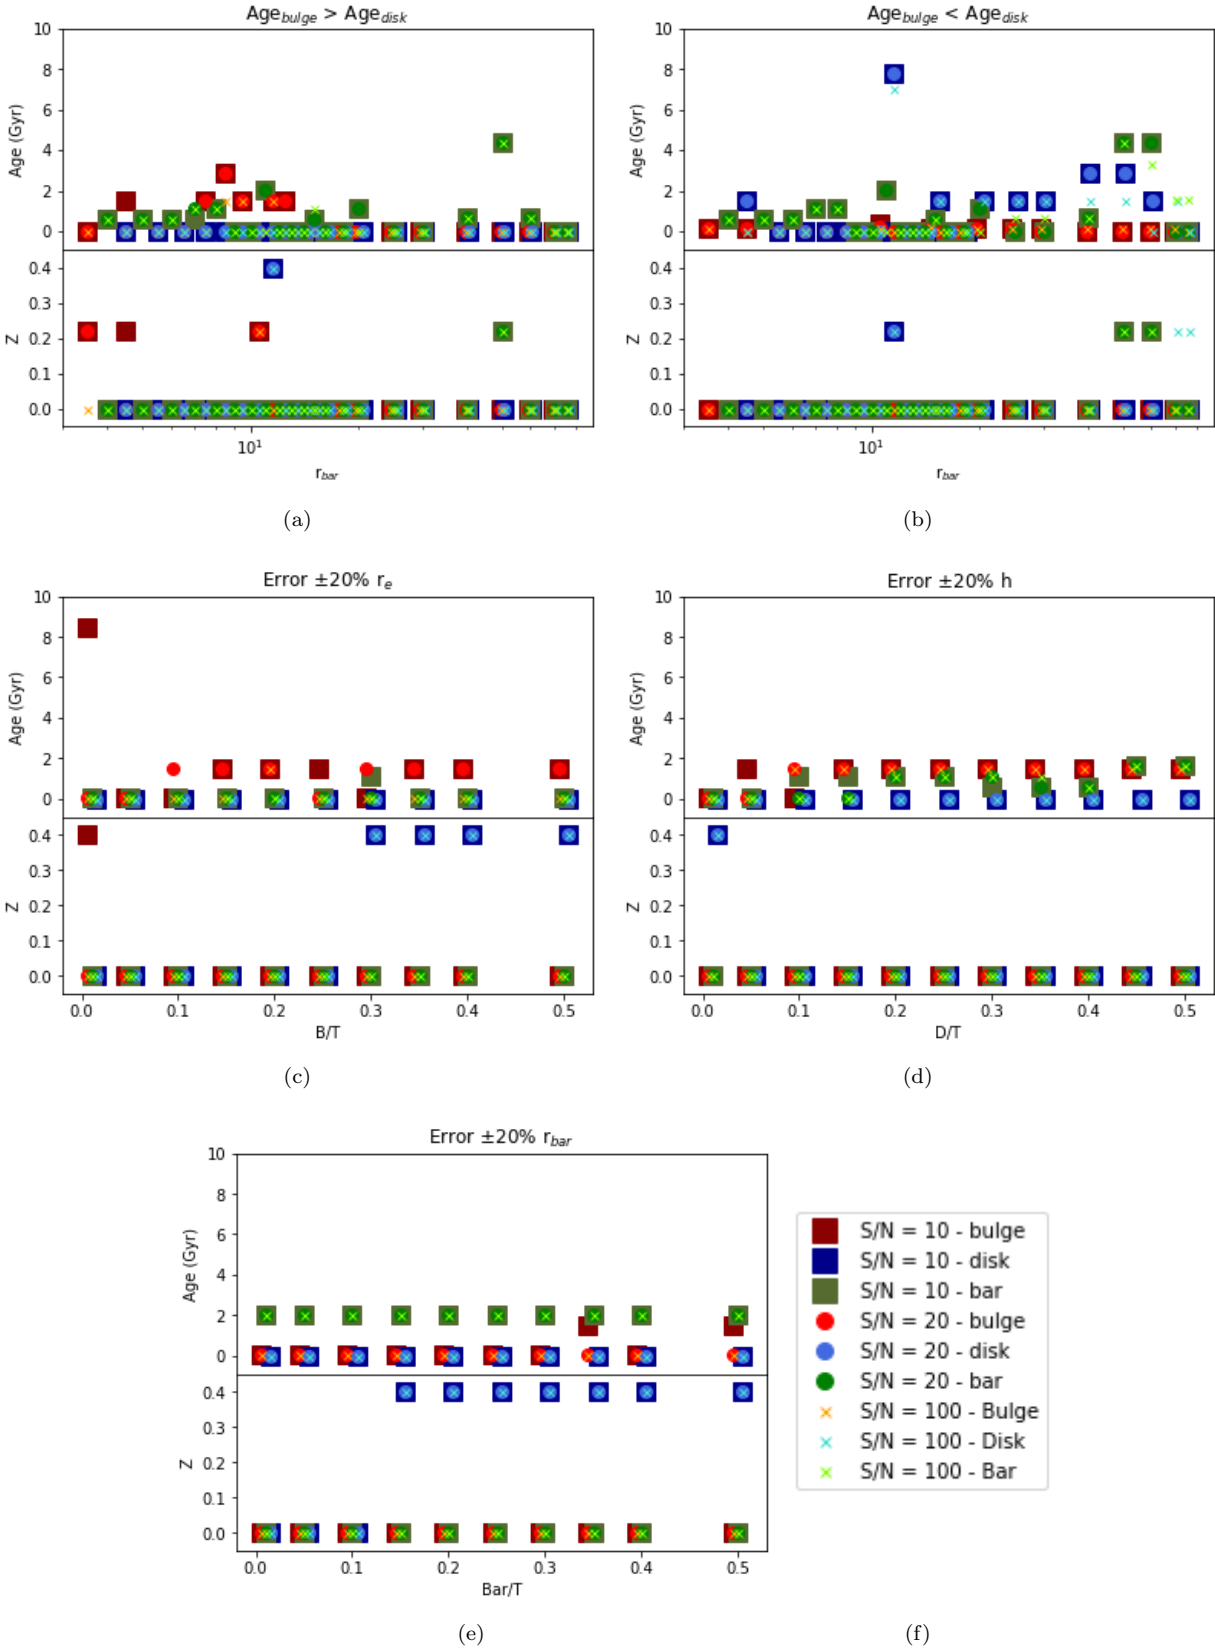 Age_bulge > Age_disk
10
8
6
4
2
0
Age (Gyr)
0.4
0.3
0.2
0.1
0.0
Z
10^1
r_bar
(a)
Age_bulge < Age_disk
10
8
6
4
2
0
Age (Gyr)
0.4
0.3
0.2
0.1
0.0
Z
10^1
r_bar
(b)
Error ±20% r_e
10
8
6
4
2
0
Age (Gyr)
0.4
0.3
0.2
0.1
0.0
Z
0.0 0.1 0.2 0.3 0.4 0.5
B/T
(c)
Error ±20% h
10
8
6
4
2
0
Age (Gyr)
0.4
0.3
0.2
0.1
0.0
Z
0.0 0.1 0.2 0.3 0.4 0.5
D/T
(d)
Error ±20% r_bar
10
8
6
4
2
0
Age (Gyr)
0.4
0.3
0.2
0.1
0.0
Z
0.0 0.1 0.2 0.3 0.4 0.5
Bar/T
(e)
S/N = 10 - bulge
S/N = 10 - disk
S/N = 10 - bar
S/N = 20 - bulge
S/N = 20 - disk
S/N = 20 - bar
S/N = 100 - Bulge
S/N = 100 - Disk
S/N = 100 - Bar
(f)